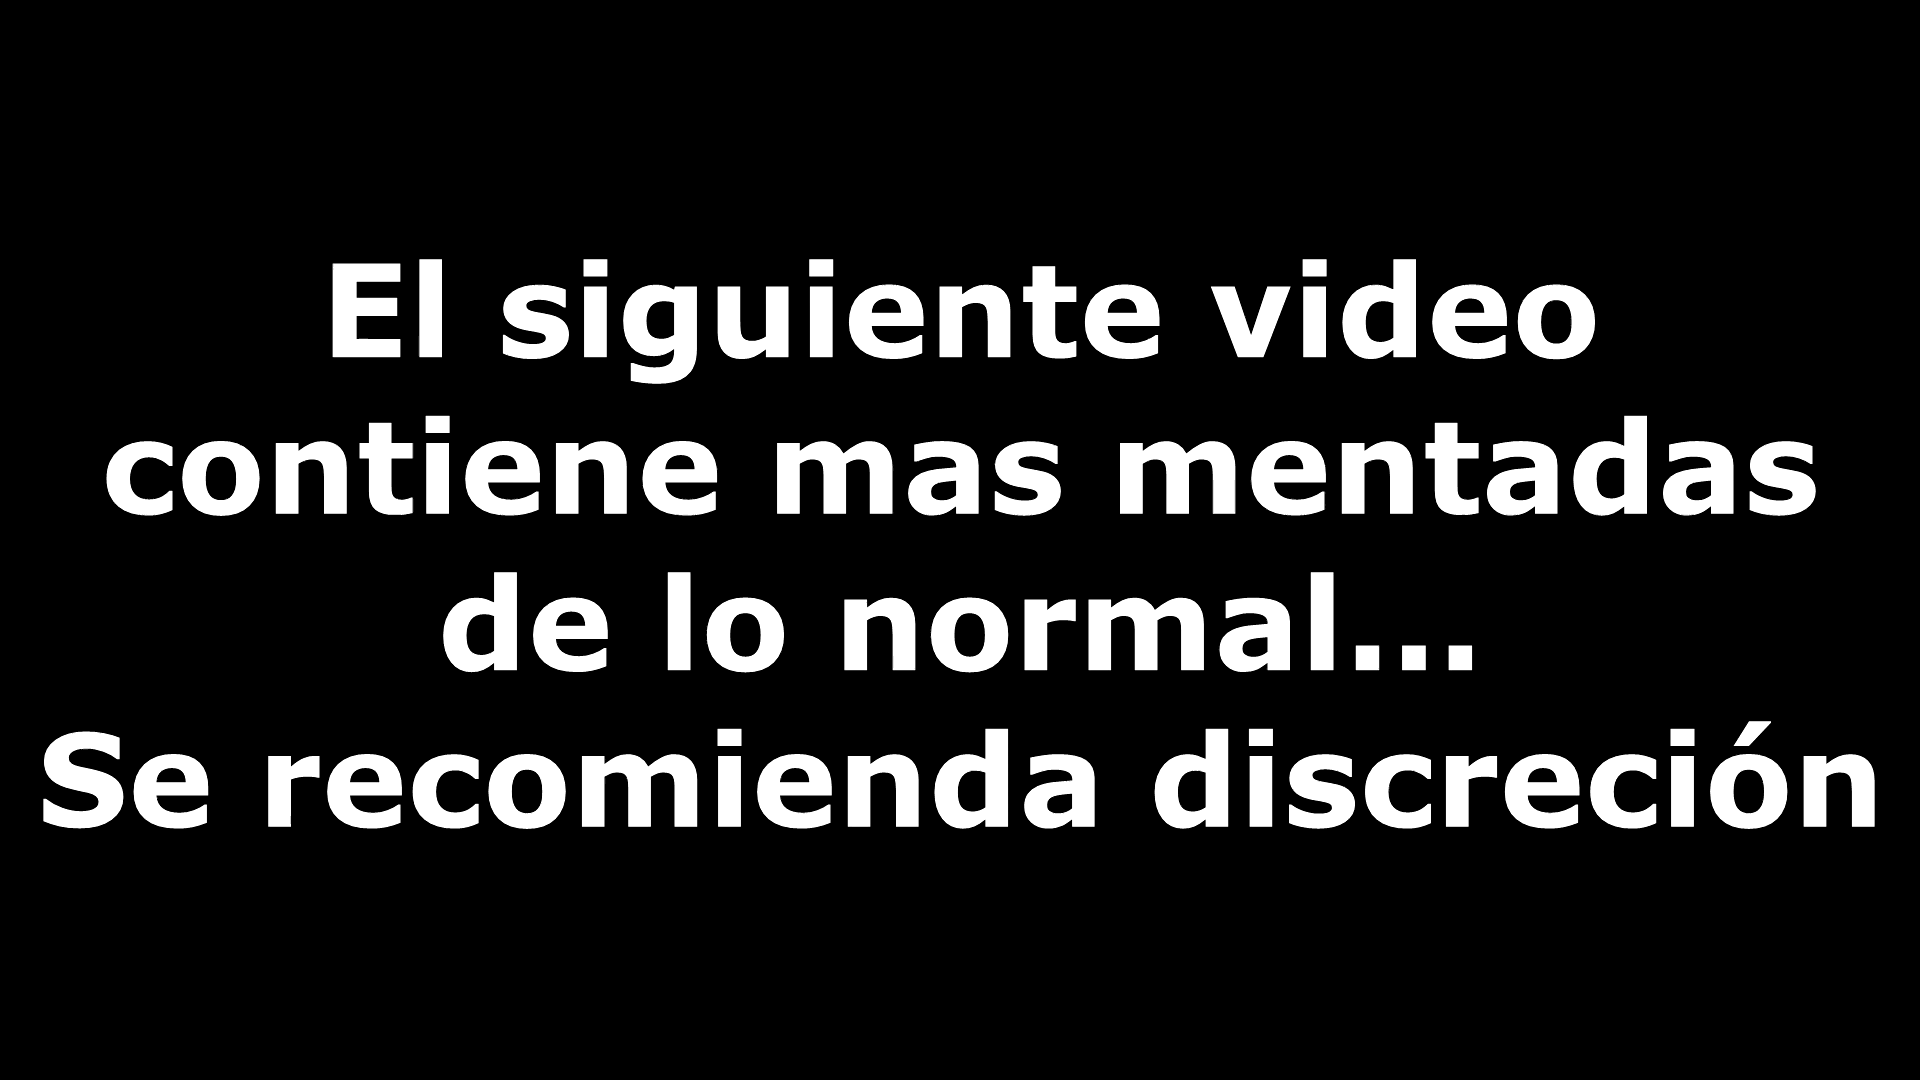 El siguiente video
contiene mas mentadas
de lo normal...
Se recomienda discreción